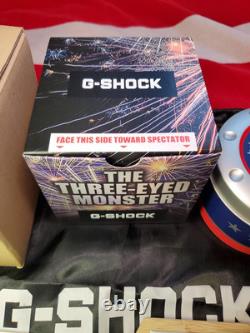 G-SHOCK
FACE THIS SIDE TOWARD SPECTATOR
THE
THREE-EYED
MONSTER
G-SHOCK
G-SHOCK